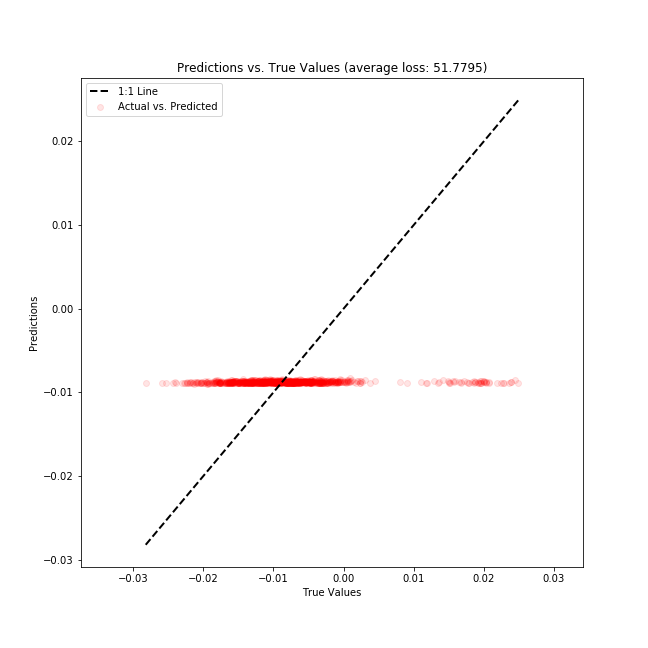 Predictions vs. True Values (average loss: 51.7795)
1:1 Line
Actual vs. Predicted
0.02
0.01
0.00
−0.01
−0.02
−0.03
Predictions
−0.03
−0.02
−0.01
0.00
0.01
0.02
0.03
True Values